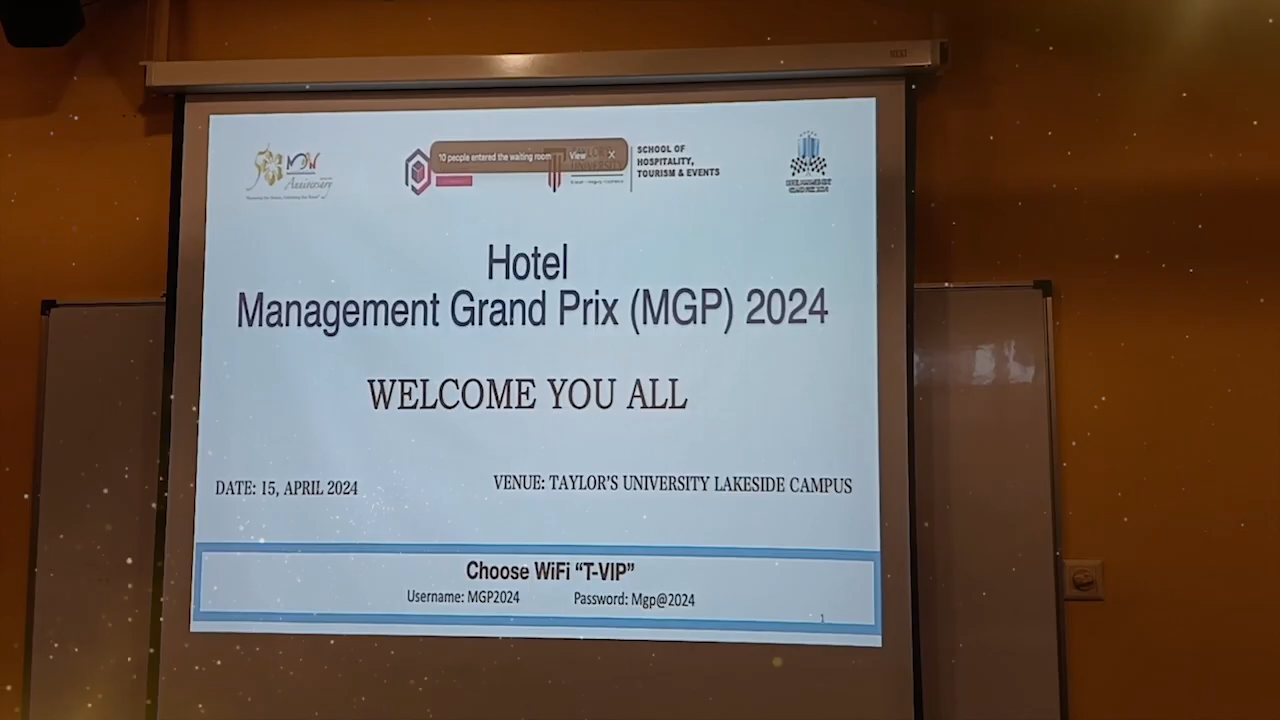 10 people entered the waiting room
View
SCHOOL OF
HOSPITALITY,
TOURISM & EVENTS
Anniversary
Hotel
Management Grand Prix (MGP) 2024
WELCOME YOU ALL
DATE: 15, APRIL 2024
VENUE: TAYLOR'S UNIVERSITY LAKESIDE CAMPUS
Choose WiFi “T-VIP”
Username: MGP2024
Password: Mgp@2024
1